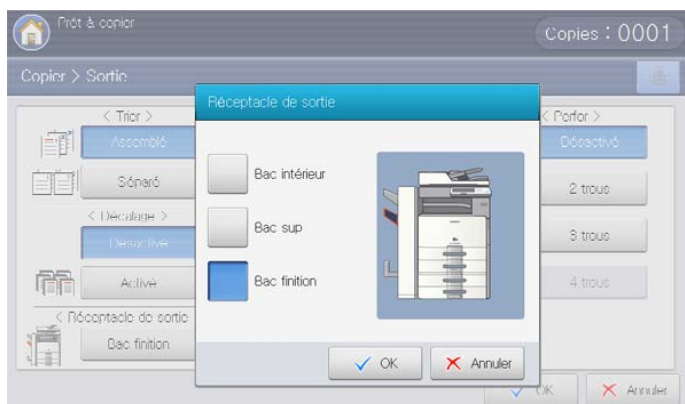 Prêt à copier
Copies : 0001
Copier > Sortie
< Trier >
Assemblé
Séparé
< Décalage >
Désactivé
Activé
< Réceptacle de sortie
Bac finition
Réceptacle de sortie
Bac intérieur
Bac sup
Bac finition
OK
Annuler
< Perfor >
Désactivé
2 trous
3 trous
4 trous
OK
Annuler